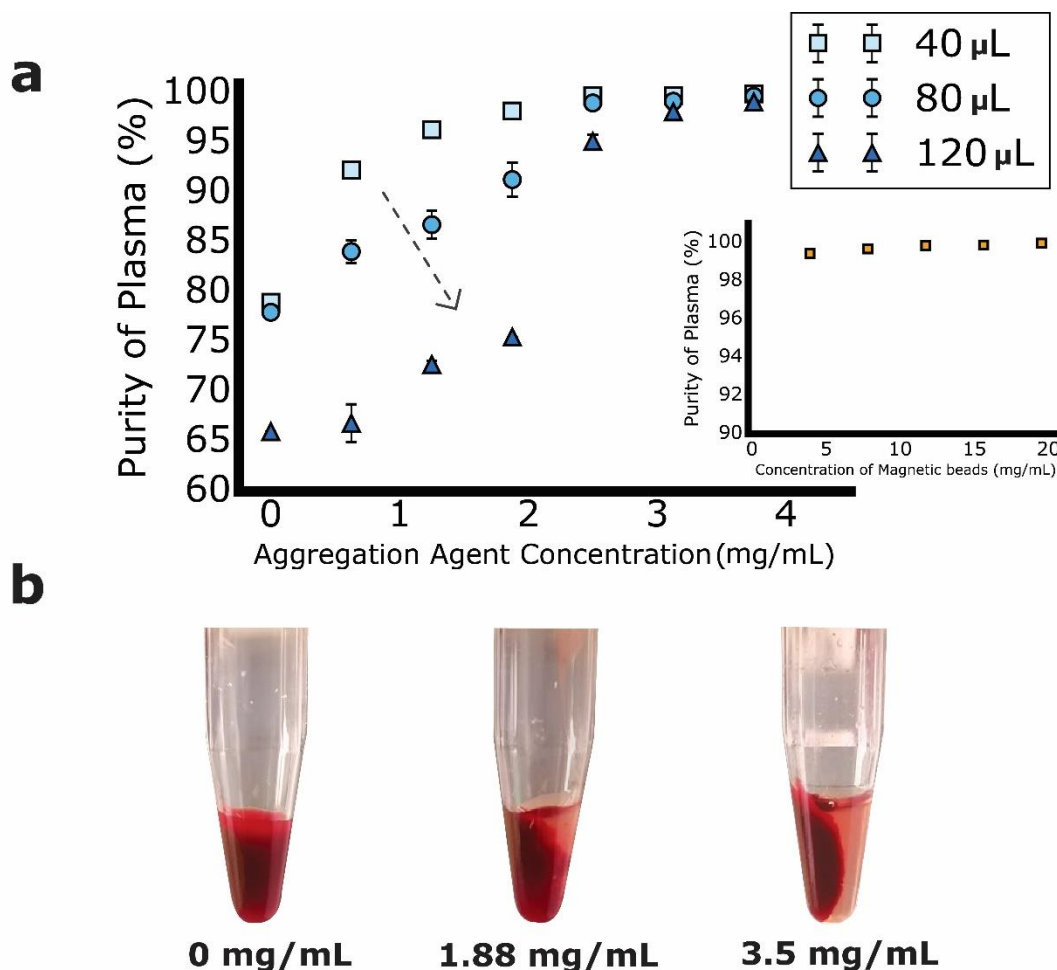 a
40 µL
80 µL
120 µL
Purity of Plasma (%)
100
95
90
85
80
75
70
65
60
0 1 2 3 4
Aggregation Agent Concentration (mg/mL)
Purity of Plasma (%)
100
98
96
94
92
90
0 5 10 15 20
Concentration of Magnetic beads (mg/mL)
b
0 mg/mL 1.88 mg/mL 3.5 mg/mL